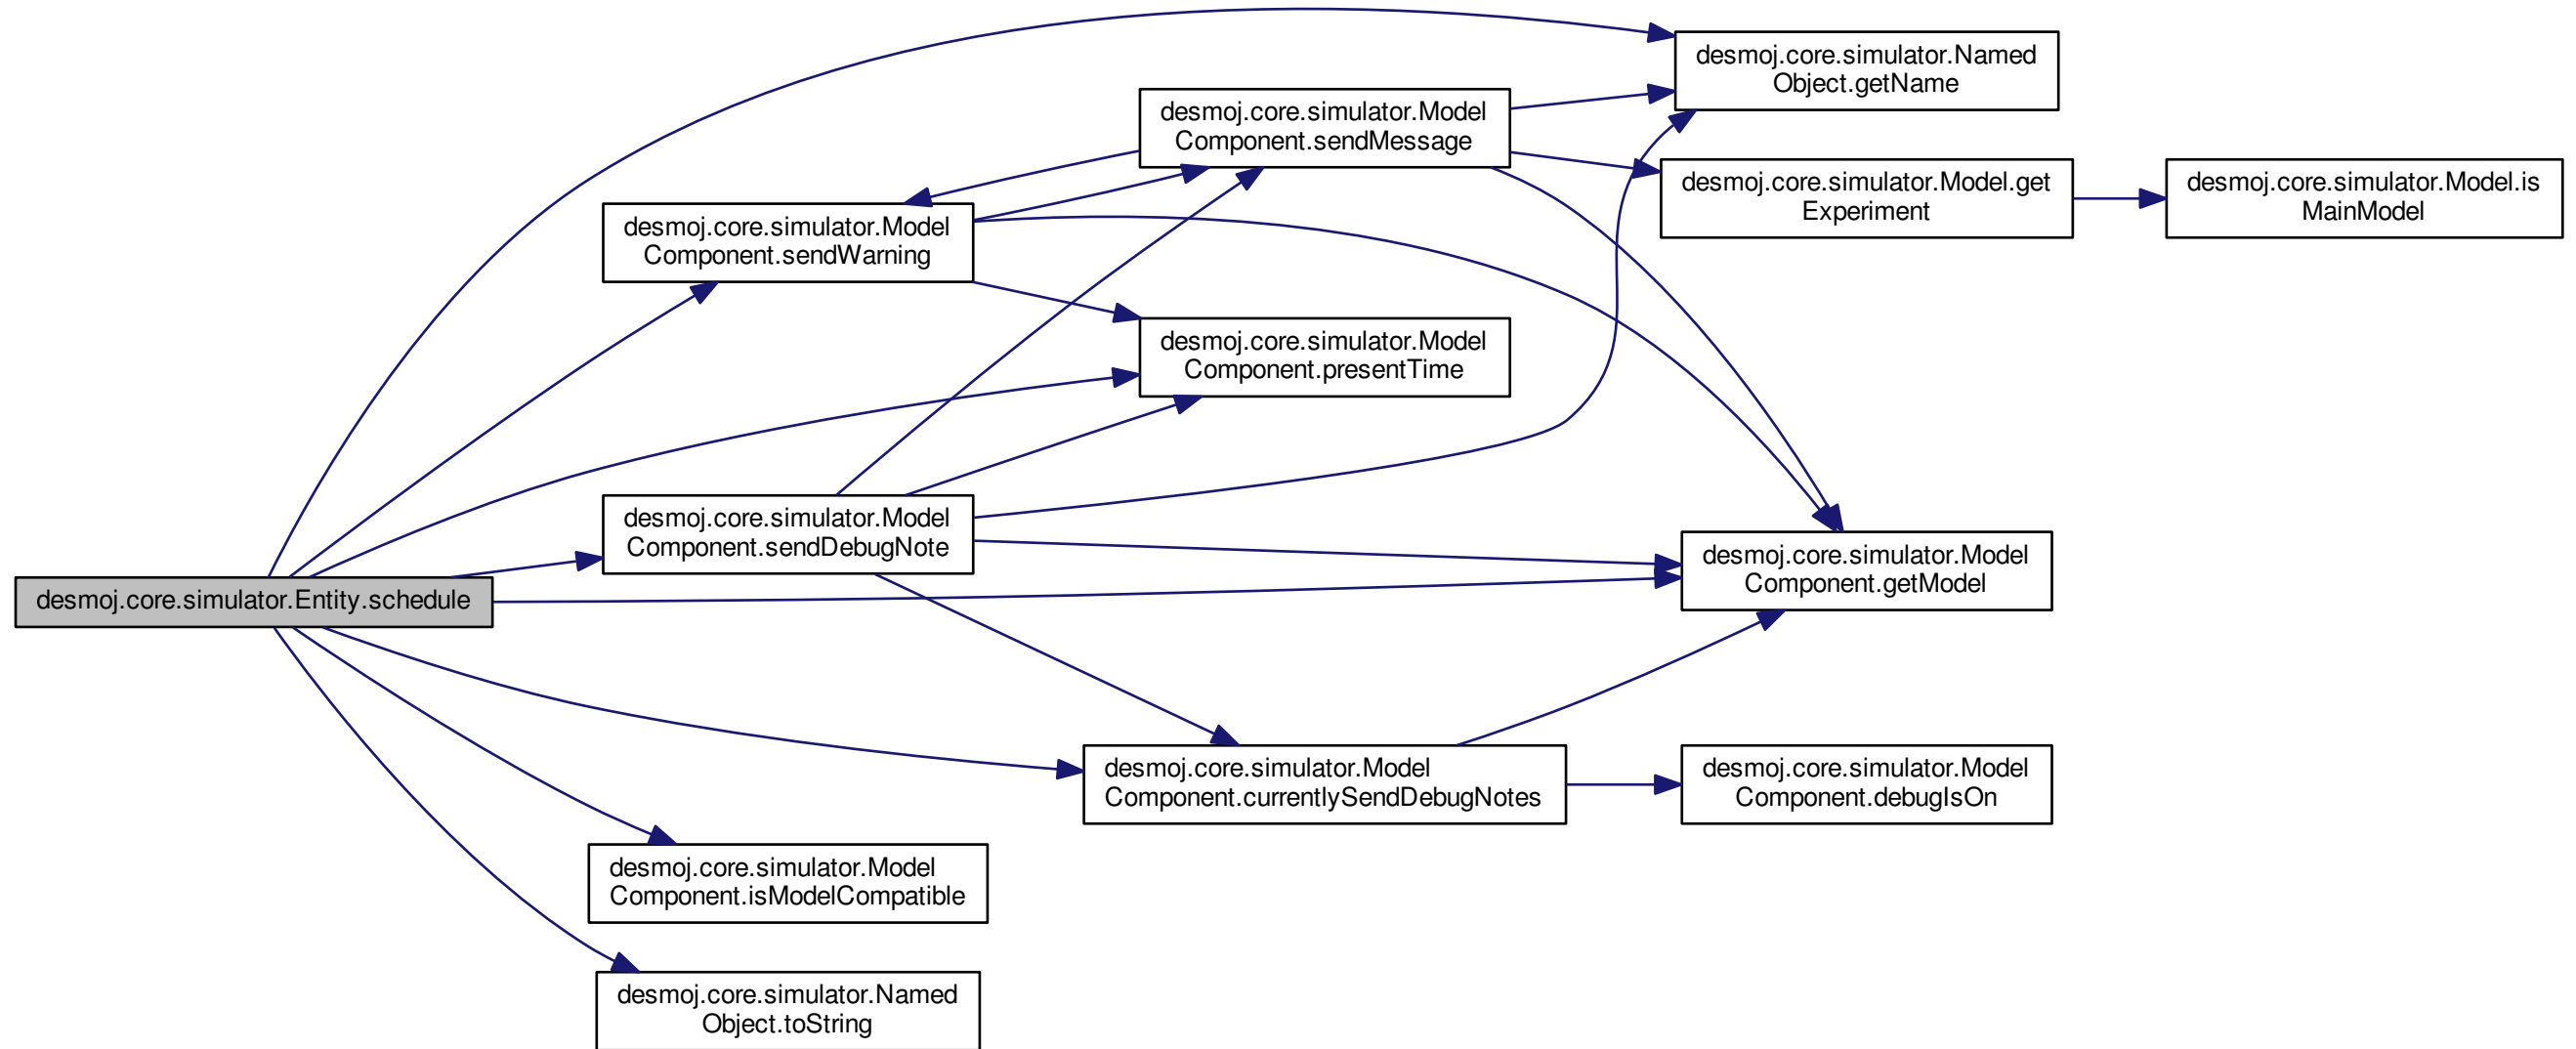 desmoj.core.simulator.Named
Object.getName
desmoj.core.simulator.Model
Component.sendMessage
desmoj.core.simulator.Model.get
Experiment
desmoj.core.simulator.Model.is
MainModel
desmoj.core.simulator.Model
Component.sendWarning
desmoj.core.simulator.Model
Component.presentTime
desmoj.core.simulator.Model
Component.sendDebugNote
desmoj.core.simulator.Model
Component.getModel
desmoj.core.simulator.Entity.schedule
desmoj.core.simulator.Model
Component.currentlySendDebugNotes
desmoj.core.simulator.Model
Component.debugIsOn
desmoj.core.simulator.Model
Component.isModelCompatible
desmoj.core.simulator.Named
Object.toString